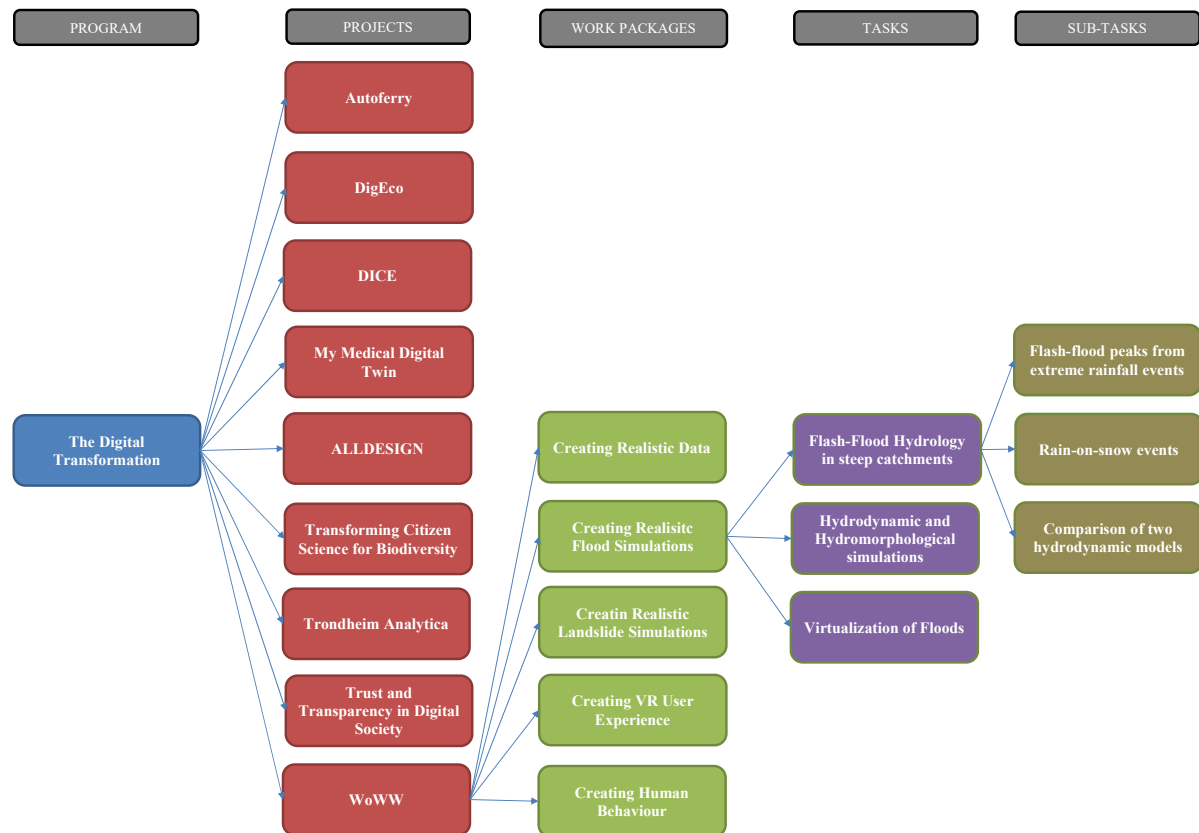 PROGRAM
PROJECTS
WORK PACKAGES
TASKS
SUB-TASKS
The Digital
Transformation
Autoferry
DigEco
DICE
My Medical Digital
Twin
ALLDESIGN
Transforming Citizen
Science for Biodiversity
Trondheim Analytica
Trust and
Transparency in Digital
Society
WoWW
Creating Realistic Data
Creating Realisitc
Flood Simulations
Creatin Realistic
Landslide Simulations
Creating VR User
Experience
Creating Human
Behaviour
Flash-Flood Hydrology
in steep catchments
Hydrodynamic and
Hydromorphological
simulations
Virtualization of Floods
Flash-flood peaks from
extreme rainfall events
Rain-on-snow events
Comparison of two
hydrodynamic models